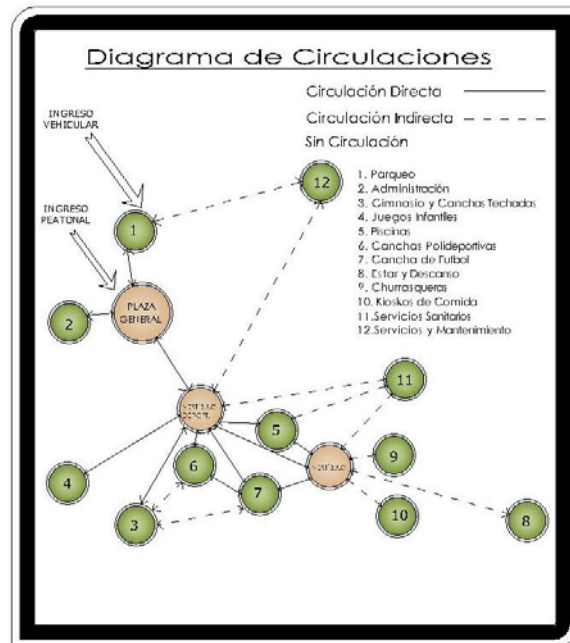 Diagrama de Circulaciones
Circulación Directa
Circulación Indirecta
Sin Circulación
INGRESO
VEHICULAR
INGRESO
PEATONAL
1. Parqueo
2. Administración
3. Gimnasio y Canchas Techadas
4. Juegos Infantiles
5. Piscinas
6. Canchas Polideportivas
7. Cancha de Futbol
8. Estar y Descanso
9. Churrasqueras
10. Kioskos de Comida
11.Servicios Sanitarios
12.Servicios y Mantenimiento
12
1
PLAZA
GENERAL
2
11
5
6
9
4
7
3
10
8